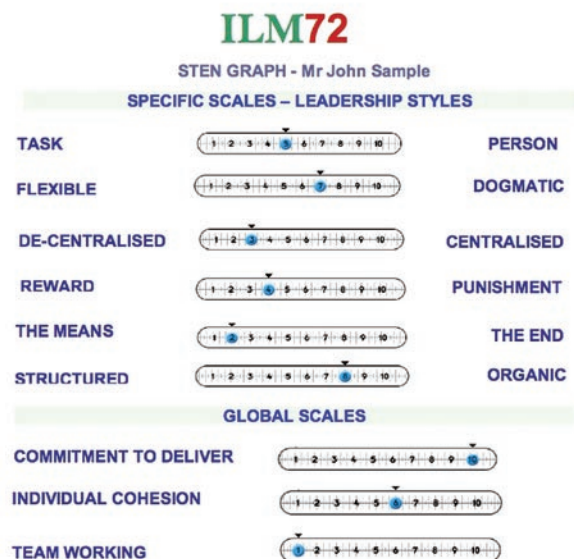 ILM72
STEN GRAPH - Mr John Sample
SPECIFIC SCALES – LEADERSHIP STYLES
TASK 1 2 3 4 5 6 7 8 9 10 PERSON
FLEXIBLE 1 2 3 4 5 6 7 8 9 10 DOGMATIC
DE-CENTRALISED 1 2 3 4 5 6 7 8 9 10 CENTRALISED
REWARD 1 2 3 4 5 6 7 8 9 10 PUNISHMENT
THE MEANS 1 2 3 4 5 6 7 8 9 10 THE END
STRUCTURED 1 2 3 4 5 6 7 8 9 10 ORGANIC
GLOBAL SCALES
COMMITMENT TO DELIVER 1 2 3 4 5 6 7 8 9 10
INDIVIDUAL COHESION 1 2 3 4 5 6 7 8 9 10
TEAM WORKING 1 2 3 4 5 6 7 8 9 10